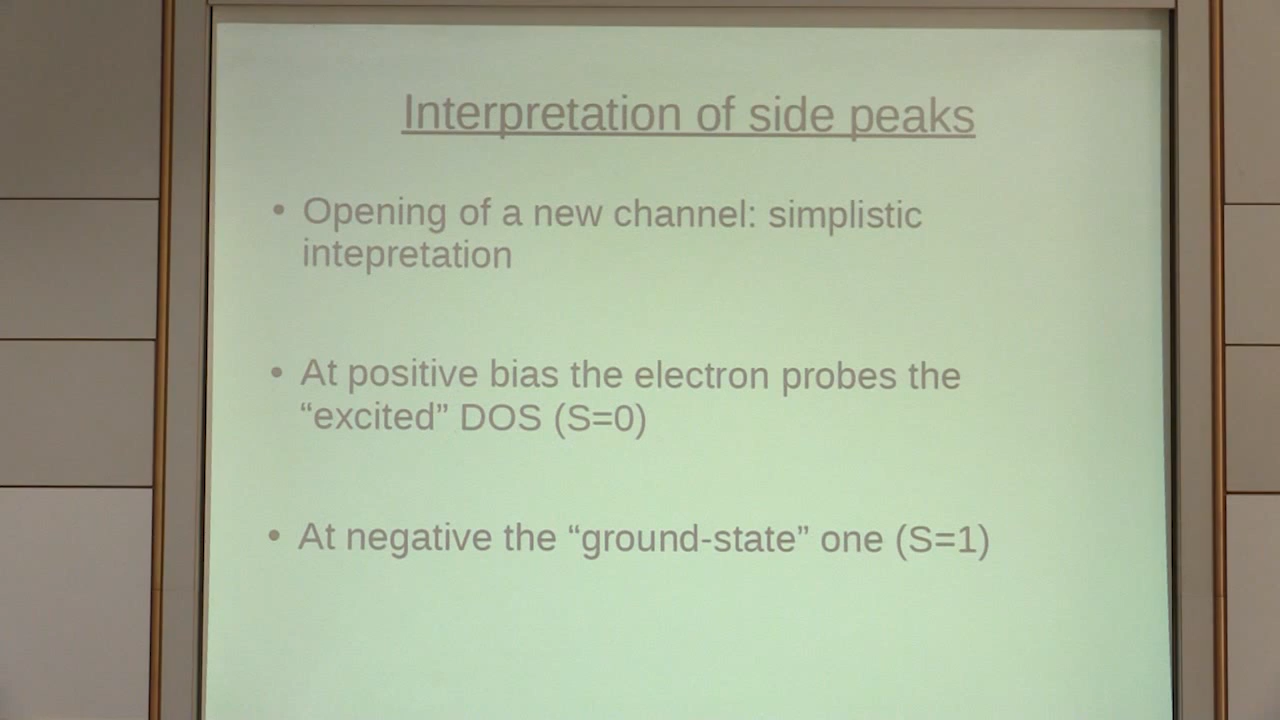 Interpretation of side peaks
• Opening of a new channel: simplistic
intepretation
• At positive bias the electron probes the
“excited” DOS (S=0)
• At negative the “ground-state” one (S=1)